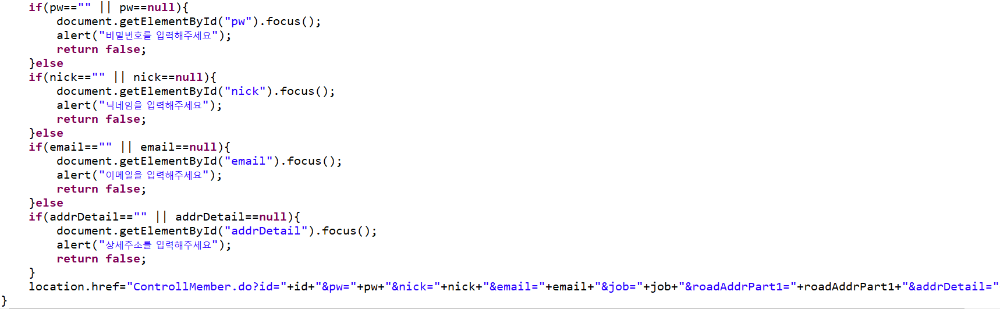 if(pw=="" || pw==null){
document.getElementById("pw").focus();
alert("비밀번호를 입력해주세요");
return false;
}else
if(nick=="" || nick==null){
document.getElementById("nick").focus();
alert("닉네임을 입력해주세요");
return false;
}else
if(email=="" || email==null){
document.getElementById("email").focus();
alert("이메일을 입력해주세요");
return false;
}else
if(addrDetail=="" || addrDetail==null){
document.getElementById("addrDetail").focus();
alert("상세주소를 입력해주세요");
return false;
}
location.href="ControllMember.do?id="+id+"&pw="+pw+"&nick="+nick+"&email="+email+"&job="+job+"&roadAddrPart1="+roadAddrPart1+"&addrDetail="
}